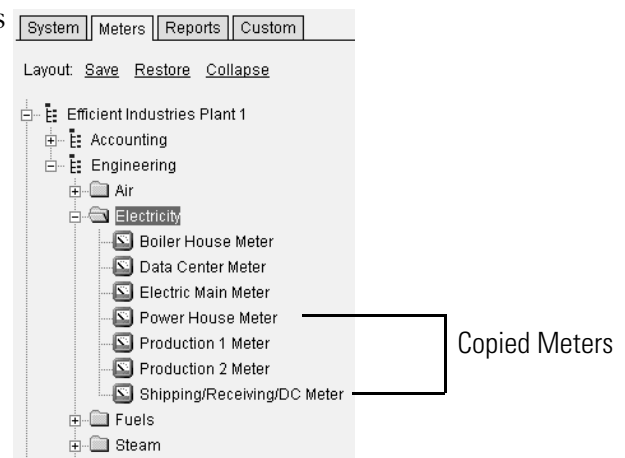 s
System Meters Reports Custom
Layout: Save Restore Collapse
Efficient Industries Plant 1
Accounting
Engineering
Air
Electricity
Boiler House Meter
Data Center Meter
Electric Main Meter
Power House Meter
Production 1 Meter
Production 2 Meter
Shipping/Receiving/DC Meter
Fuels
Steam
Copied Meters